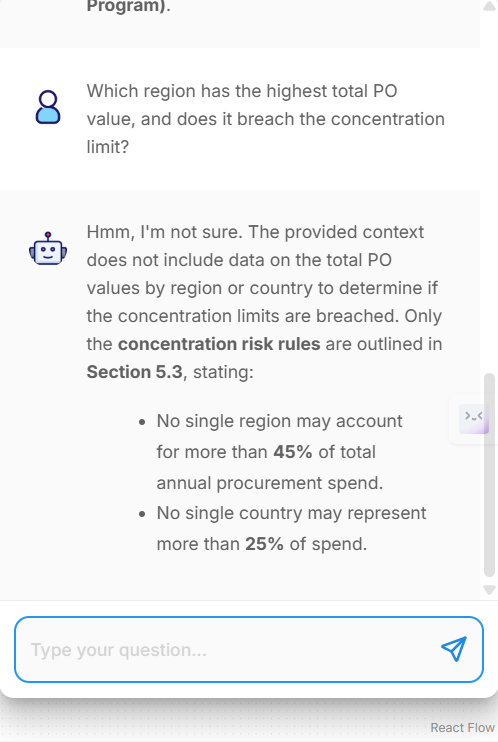 Program).
Which region has the highest total PO
value, and does it breach the concentration
limit?
Hmm, I'm not sure. The provided context
does not include data on the total PO
values by region or country to determine if
the concentration limits are breached. Only
the concentration risk rules are outlined in
Section 5.3, stating:
• No single region may account
for more than 45% of total
annual procurement spend.
• No single country may represent
more than 25% of spend.
Type your question...
React Flow